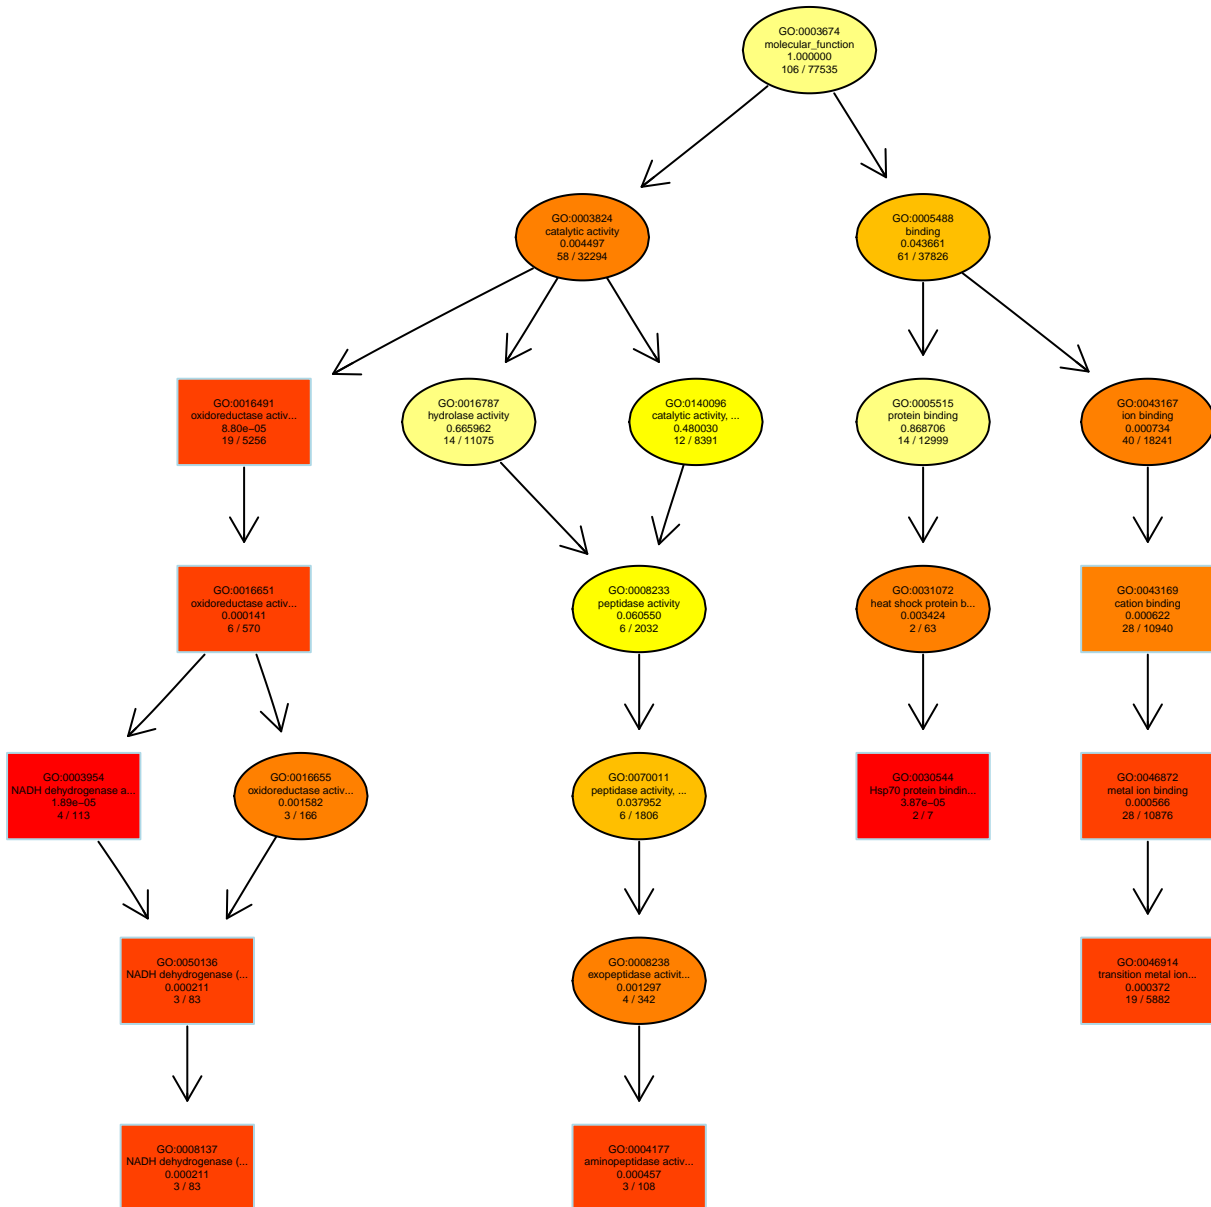 GO:0003674
molecular_function
1.000000
106 / 77535
GO:0003824
catalytic activity
0.004497
58 / 32294
GO:0005488
binding
0.043661
61 / 37826
GO:0016491
oxidoreductase activ...
8.80e−05
19 / 5256
GO:0016787
hydrolase activity
0.665962
14 / 11075
GO:0140096
catalytic activity, ...
0.480030
12 / 8391
GO:0005515
protein binding
0.868706
14 / 12999
GO:0043167
ion binding
0.000734
40 / 18241
GO:0016651
oxidoreductase activ...
0.000141
6 / 570
GO:0008233
peptidase activity
0.060550
6 / 2032
GO:0031072
heat shock protein b...
0.003424
2 / 63
GO:0043169
cation binding
0.000622
28 / 10940
GO:0003954
NADH dehydrogenase a...
1.89e−05
4 / 113
GO:0016655
oxidoreductase activ...
0.001582
3 / 166
GO:0070011
peptidase activity, ...
0.037952
6 / 1806
GO:0030544
Hsp70 protein bindin...
3.87e−05
2 / 7
GO:0046872
metal ion binding
0.000566
28 / 10876
GO:0050136
NADH dehydrogenase (...
0.000211
3 / 83
GO:0008238
exopeptidase activit...
0.001297
4 / 342
GO:0046914
transition metal ion...
0.000372
19 / 5882
GO:0008137
NADH dehydrogenase (...
0.000211
3 / 83
GO:0004177
aminopeptidase activ...
0.000457
3 / 108